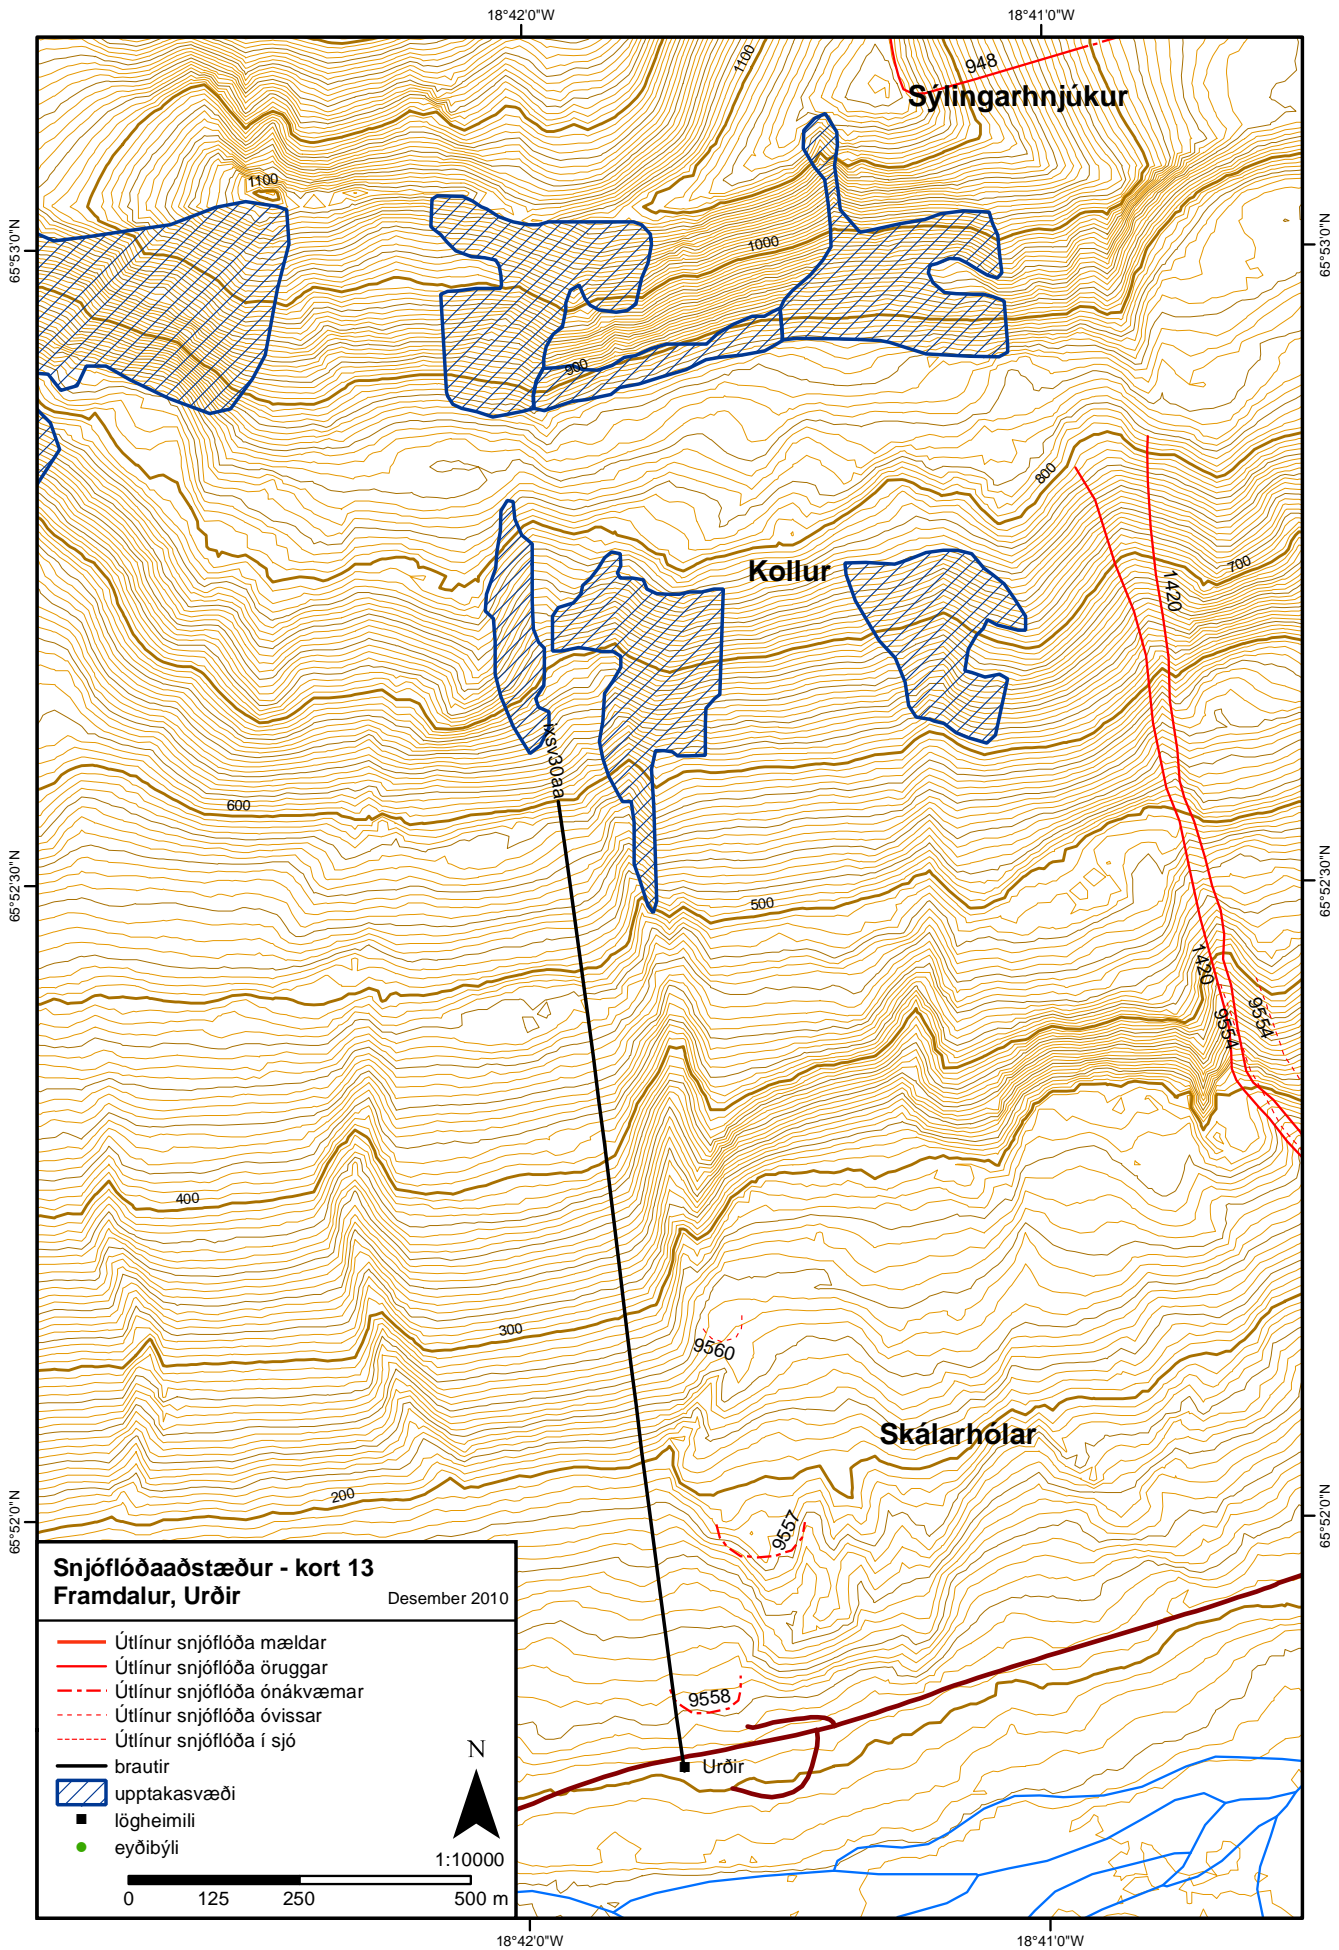 18°42'0"W
18°41'0"W
948
Sýlingarhnjúkur
1100
1100
65°53'0"N
65°53'0"N
1000
900
800
Kollur
700
1420
rxsv30aa
600
65°52'30"N
65°52'30"N
500
1420
9554
9554
400
300
9560
Skálarhólar
200
65°52'0"N
65°52'0"N
9557
Snjóflóðaaðstæður - kort 13
Framdalur, Urðir
Desember 2010
Útlínur snjóflóða mældar
Útlínur snjóflóða öruggar
Útlínur snjóflóða ónákvæmar
Útlínur snjóflóða óvissar
Útlínur snjóflóða í sjó
brautir
upptakasvæði
lögheimili
eyðibýli
N
1:10000
0 125 250 500 m
9558
Urðir
18°42'0"W
18°41'0"W